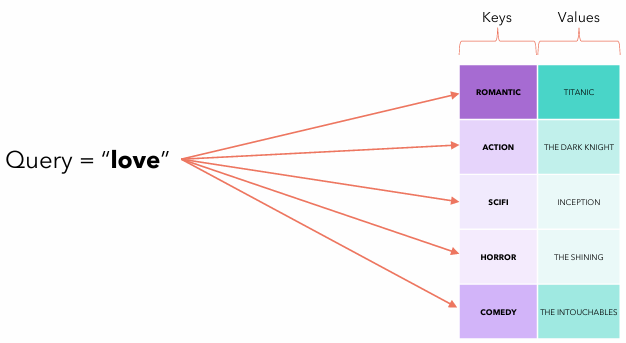 Keys Values
Query = “love”
ROMANTIC TITANIC
ACTION THE DARK KNIGHT
SCIFI INCEPTION
HORROR THE SHINING
COMEDY THE INTOUCHABLES